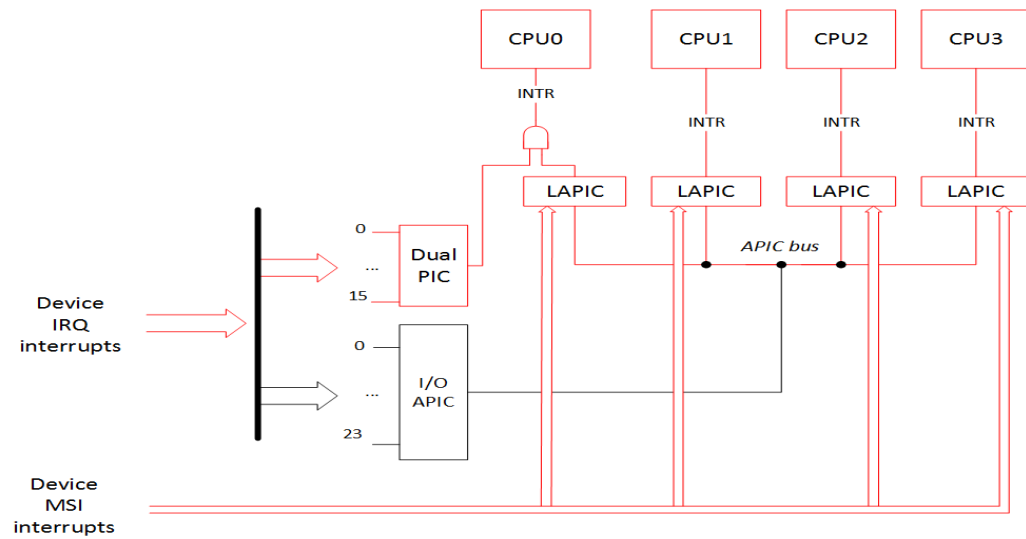 CPU0
CPU1
CPU2
CPU3
INTR
INTR
INTR
INTR
LAPIC
LAPIC
LAPIC
LAPIC
APIC bus
0
...
15
Dual
PIC
Device
IRQ
interrupts
0
...
23
I/O
APIC
Device
MSI
interrupts